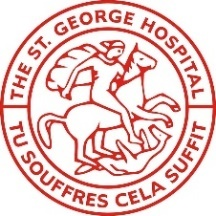 THE ST. GEORGE HOSPITAL
TU SOUFFRES CELA SUFFIT